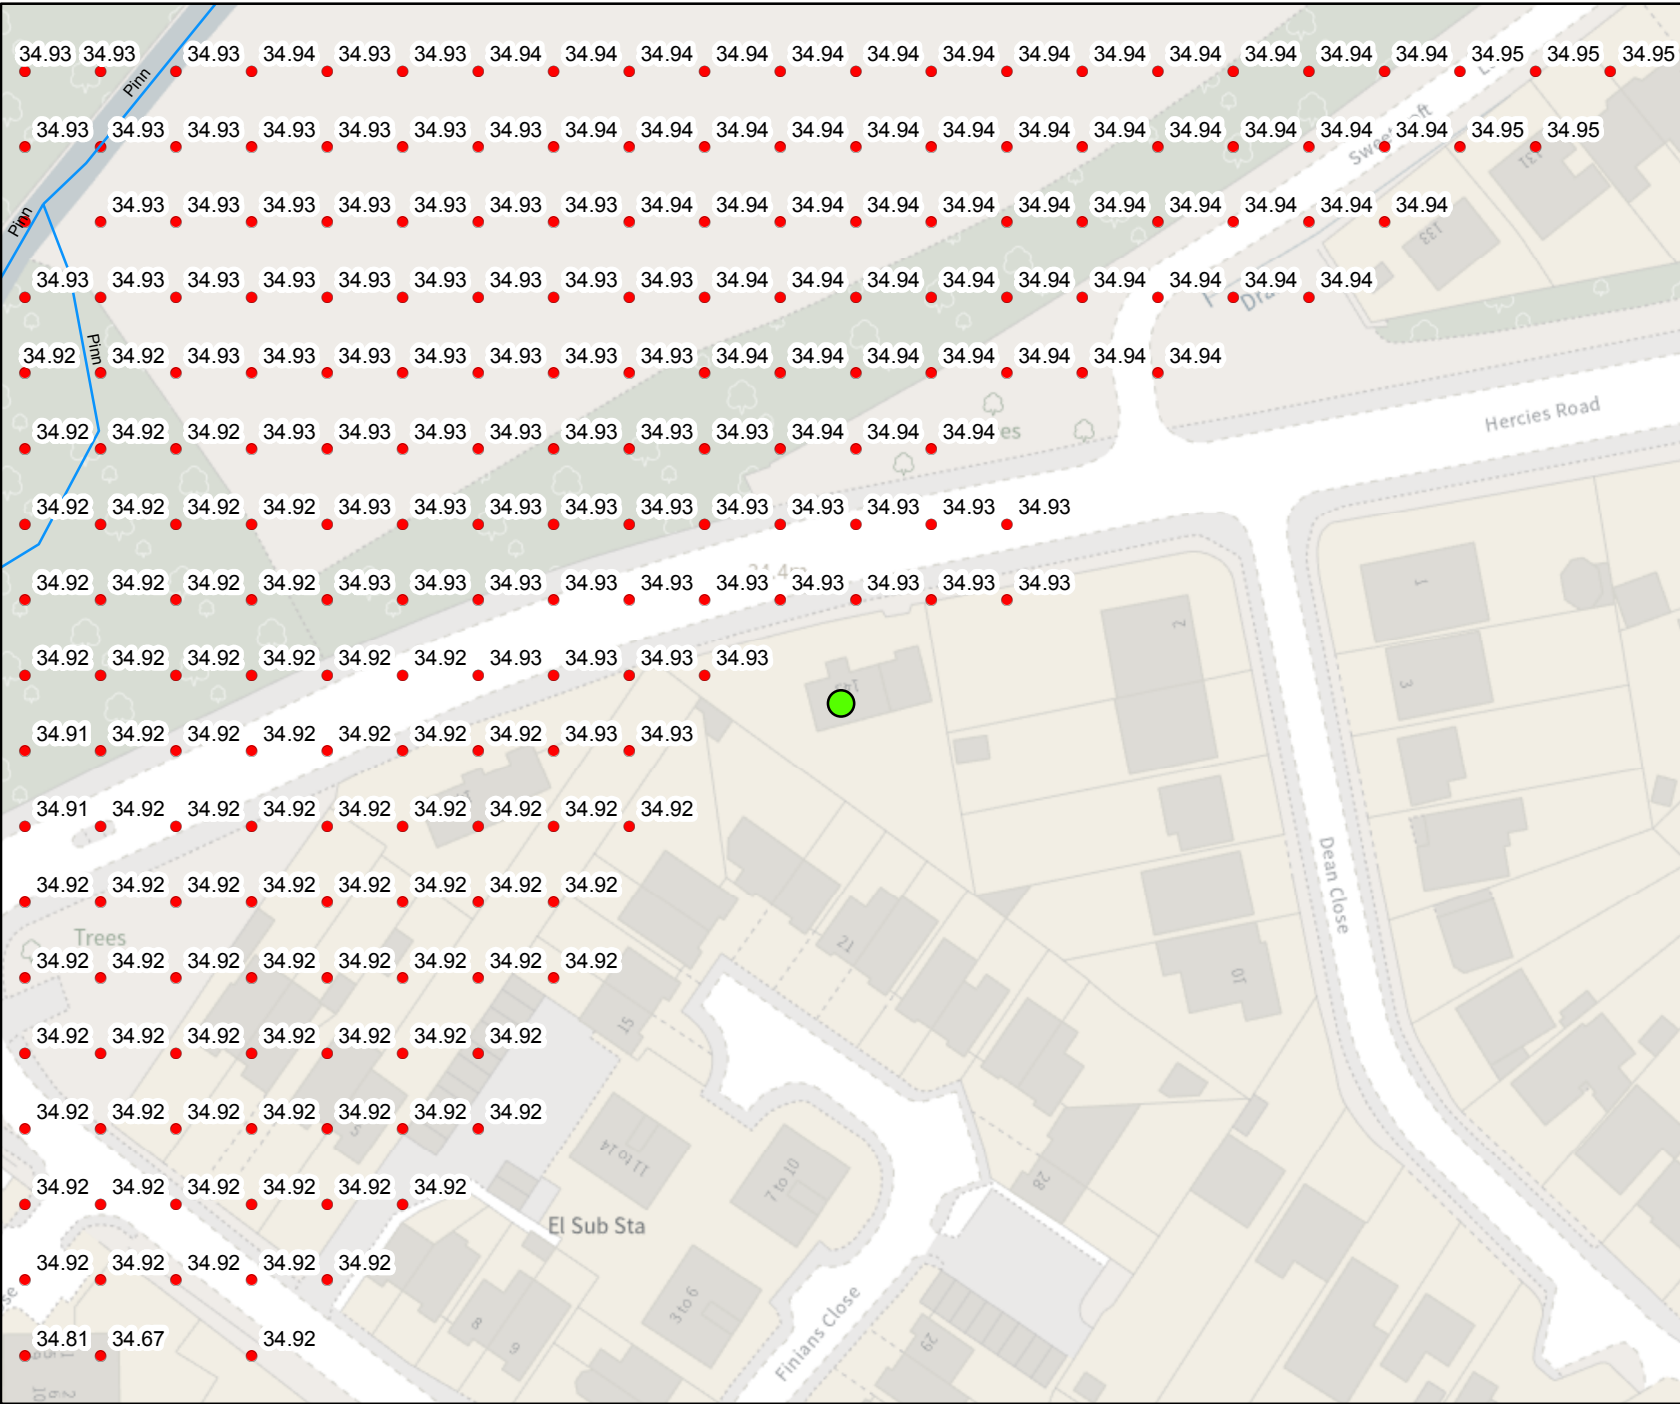 34.93 34.93 34.93 34.94 34.93 34.93 34.94 34.94 34.94 34.94 34.94 34.94 34.94 34.94 34.94 34.94 34.94 34.94 34.94 34.95 34.95 34.95
Pinn
34.93 34.93 34.93 34.93 34.93 34.93 34.93 34.94 34.94 34.94 34.94 34.94 34.94 34.94 34.94 34.94 34.94 34.94 34.94 34.95 34.95
131
Pinn
34.93 34.93 34.93 34.93 34.93 34.93 34.93 34.94 34.94 34.94 34.94 34.94 34.94 34.94 34.94 34.94 34.94 34.94
133
34.93 34.93 34.93 34.93 34.93 34.93 34.93 34.93 34.93 34.94 34.94 34.94 34.94 34.94 34.94 34.94 34.94 34.94
Pinn
34.92 34.92 34.93 34.93 34.93 34.93 34.93 34.93 34.93 34.94 34.94 34.94 34.94 34.94 34.94 34.94
Hercies Road
34.92 34.92 34.92 34.93 34.93 34.93 34.93 34.93 34.93 34.93 34.94 34.94 34.94
34.92 34.92 34.92 34.92 34.93 34.93 34.93 34.93 34.93 34.93 34.93 34.93 34.93 34.93
34.92 34.92 34.92 34.92 34.93 34.93 34.93 34.93 34.93 34.93 34.93 34.93 34.93 34.93
1
2
34.92 34.92 34.92 34.92 34.92 34.92 34.93 34.93 34.93 34.93
3
34.91 34.92 34.92 34.92 34.92 34.92 34.92 34.93 34.93
34.91 34.92 34.92 34.92 34.92 34.92 34.92 34.92 34.92
Dean Close
34.92 34.92 34.92 34.92 34.92 34.92 34.92 34.92
Trees
21
34.92 34.92 34.92 34.92 34.92 34.92 34.92 34.92
10
15
34.92 34.92 34.92 34.92 34.92 34.92 34.92
34.92 34.92 34.92 34.92 34.92 34.92 34.92
5
11 to 14
7 to 10
28
34.92 34.92 34.92 34.92 34.92 34.92
El Sub Sta
34.92 34.92 34.92 34.92 34.92
3 to 6
Finians Close
8
9
29
34.81 34.67 34.92